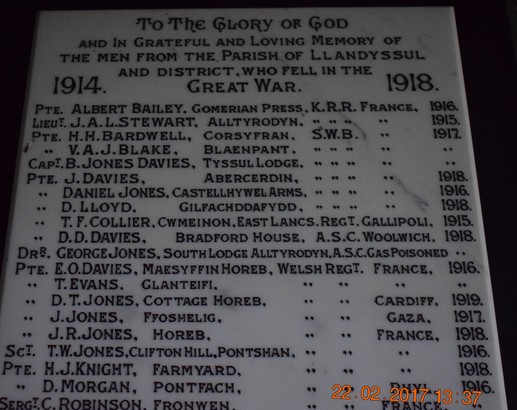 To The Glory of God
and in Grateful and Loving Memory of
the men from the Parish of Llandyssul
and district, who fell in the
1914. Great War. 1918.
Pte. Albert Bailey, Gomerian Press, K.R.R. France, 1916.
Lieut. J.A.L. Stewart, Alltyrodyn, " " " 1915.
Pte. H.H. Bardwell, Corsyfran, S.W.B. " 1917.
" V.A.J. Blake, Blaenpant, " " " "
Capt. B. Jones Davies, Tyssul Lodge, " " " "
Pte. J. Davies, Abercerdin, " " " 1918.
" Daniel Jones, Castellhywel Arms, " " " 1916.
" D. Lloyd, Gilfachddafydd, " " " 1918.
" T.F. Collier, Cwmeinon, East Lancs. Regt. Gallipoli, 1915.
" D.D. Davies, Bradford House, A.S.C. Woolwich, 1918.
Drb. George Jones, South Lodge Alltyrodyn, A.S.C. Gas Poisoned "
Pte. E.O. Davies, Maesyffin Horeb, Welsh Regt. France, 1916.
" T. Evans, Glanteifi, " " " "
" D.T. Jones, Cottage Horeb, " " Cardiff, 1919.
" J. Jones, Ffoshelig, " " Gaza, 1917.
" J.R. Jones, Horeb, " " France, 1918.
Sgt. T.W. Jones, Clifton Hill, Pontshan, " " " 1916.
Pte. H.J. Knight, Farmyard, " " " 1918.
" D. Morgan, Pontfach, " " 1916.
Sergt. C. Robinson, Fronwen, " " France "
22 02 2017 13:37